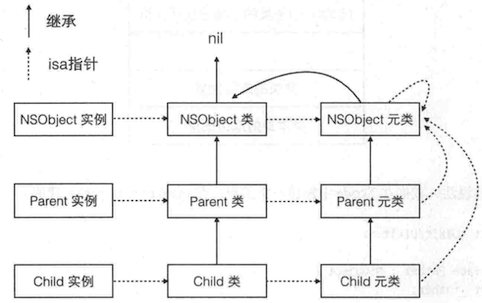 继承
isa指针
nil
NSObject 实例
NSObject 类
NSObject 元类
Parent 实例
Parent 类
Parent 元类
Child 实例
Child 类
Child 元类